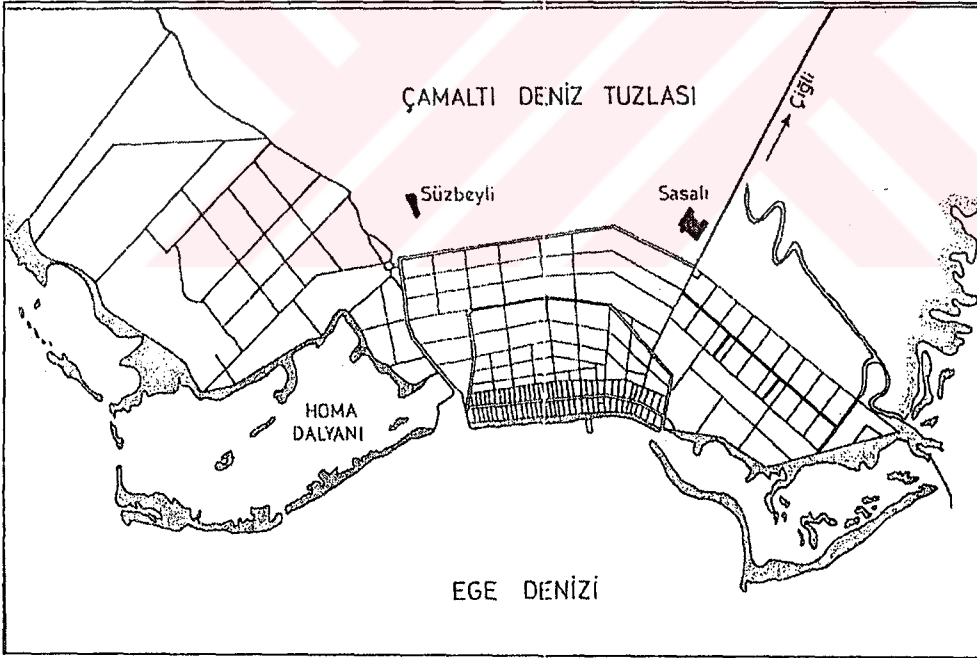 ÇAMALTI DENİZ TUZLASI
Çiğli
Süzbeyli
Sasalı
HOMA
DALYANI
EGE DENİZİ